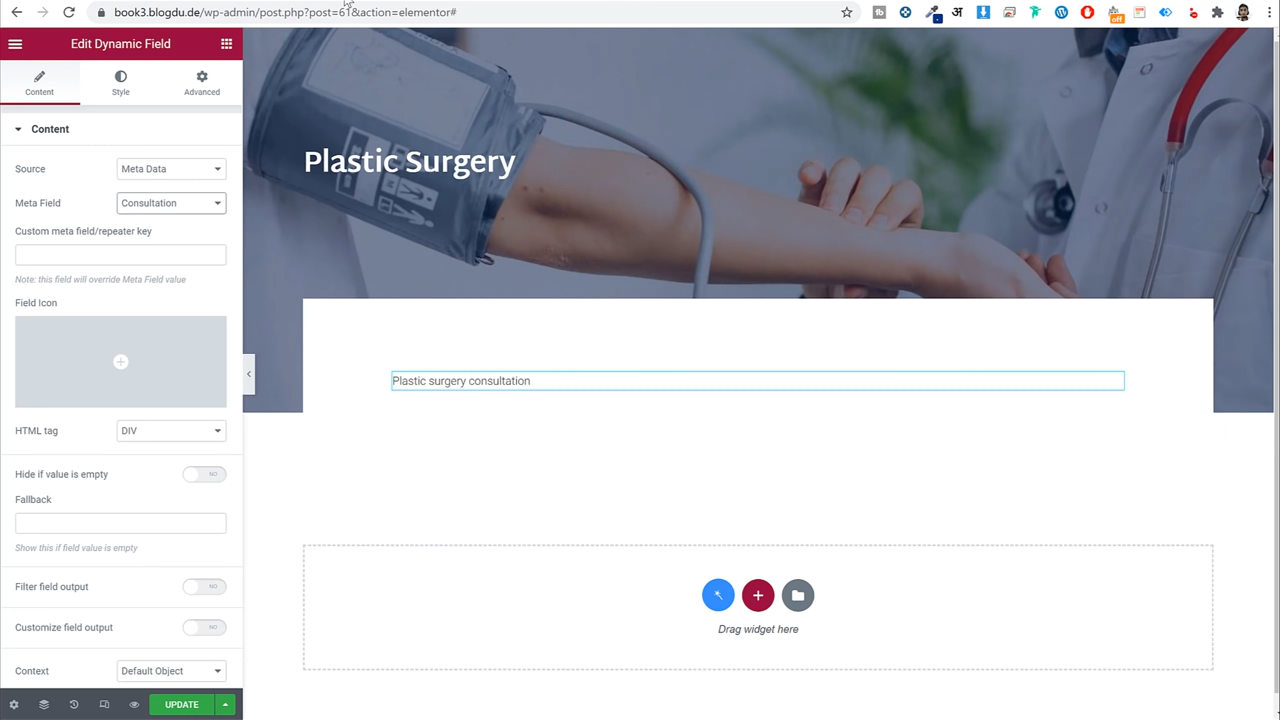 book3.blogdu.de/wp-admin/post.php?post=61&action=elementor#
off
Edit Dynamic Field
Content
Style
Advanced
Content
Source
Meta Data
Meta Field
Consultation
Custom meta field/repeater key
Note: this field will override Meta Field value
Field Icon
HTML tag
DIV
Hide if value is empty
NO
Fallback
Show this if field value is empty
Filter field output
NO
Customize field output
NO
Context
Default Object
UPDATE
Plastic Surgery
Plastic surgery consultation
Drag widget here